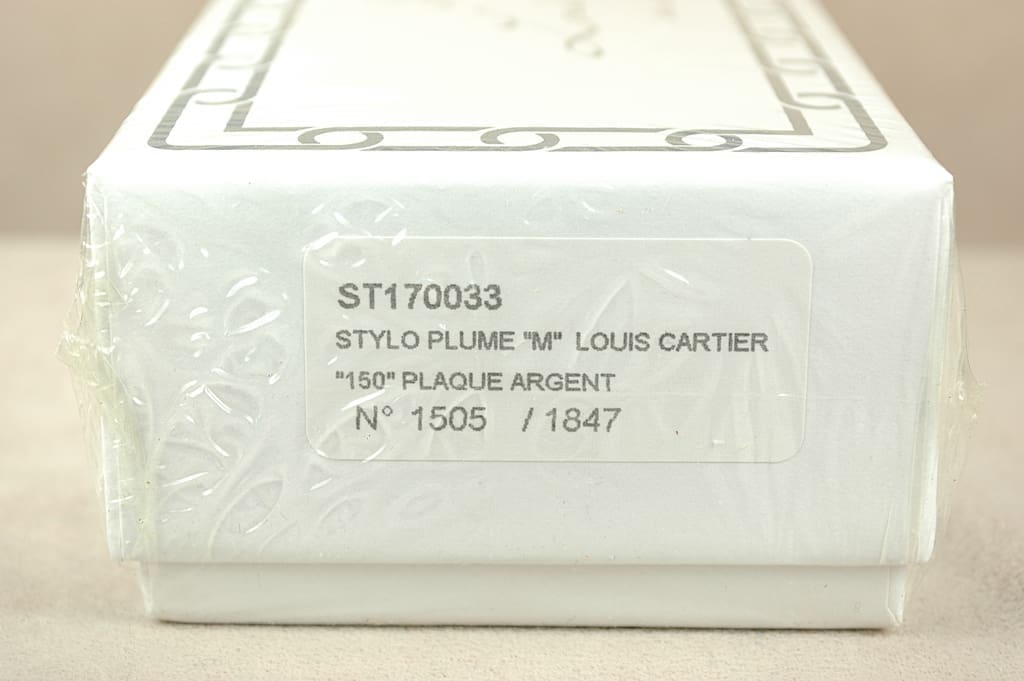 ST170033
STYLO PLUME "M" LOUIS CARTIER
"150" PLAQUE ARGENT
N° 1505 / 1847